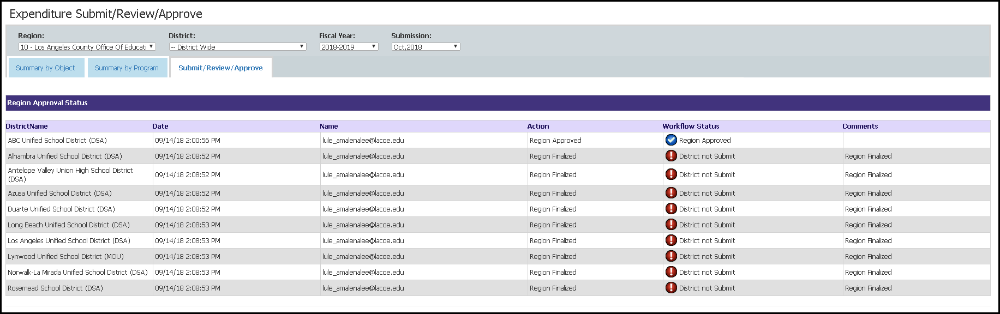 Expenditure Submit/Review/Approve
Region: District: Fiscal Year: Submission:
10 - Los Angeles County Office Of Educati -- District Wide 2018-2019 Oct,2018
Summary by Object Summary by Program Submit/Review/Approve
Region Approval Status
DistrictName Date Name Action Workflow Status Comments
ABC Unified School District (DSA) 09/14/18 2:00:56 PM lule_amalenalee@lacoe.edu Region Approved Region Approved
Alhambra Unified School District (DSA) 09/14/18 2:08:52 PM lule_amalenalee@lacoe.edu Region Finalized District not Submit Region Finalized
Antelope Valley Union High School District
(DSA) 09/14/18 2:08:52 PM lule_amalenalee@lacoe.edu Region Finalized District not Submit Region Finalized
Azusa Unified School District (DSA) 09/14/18 2:08:52 PM lule_amalenalee@lacoe.edu Region Finalized District not Submit Region Finalized
Duarte Unified School District (DSA) 09/14/18 2:08:52 PM lule_amalenalee@lacoe.edu Region Finalized District not Submit Region Finalized
Long Beach Unified School District (DSA) 09/14/18 2:08:53 PM lule_amalenalee@lacoe.edu Region Finalized District not Submit Region Finalized
Los Angeles Unified School District (DSA) 09/14/18 2:08:53 PM lule_amalenalee@lacoe.edu Region Finalized District not Submit Region Finalized
Lynwood Unified School District (MOU) 09/14/18 2:08:53 PM lule_amalenalee@lacoe.edu Region Finalized District not Submit Region Finalized
Norwalk-La Mirada Unified School District (DSA) 09/14/18 2:08:53 PM lule_amalenalee@lacoe.edu Region Finalized District not Submit Region Finalized
Rosemead School District (DSA) 09/14/18 2:08:53 PM lule_amalenalee@lacoe.edu Region Finalized District not Submit Region Finalized